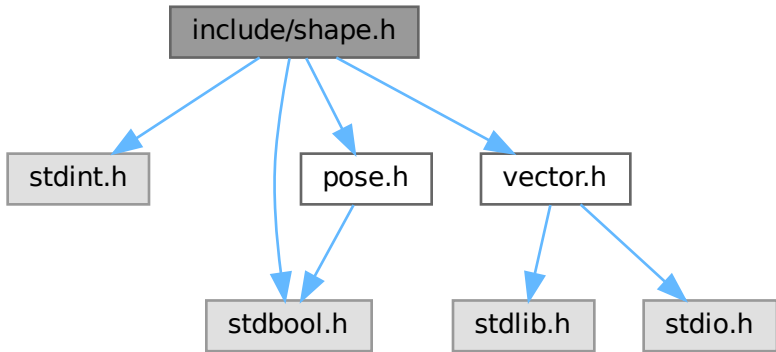 include/shape.h
stdint.h
pose.h
vector.h
stdbool.h
stdlib.h
stdio.h